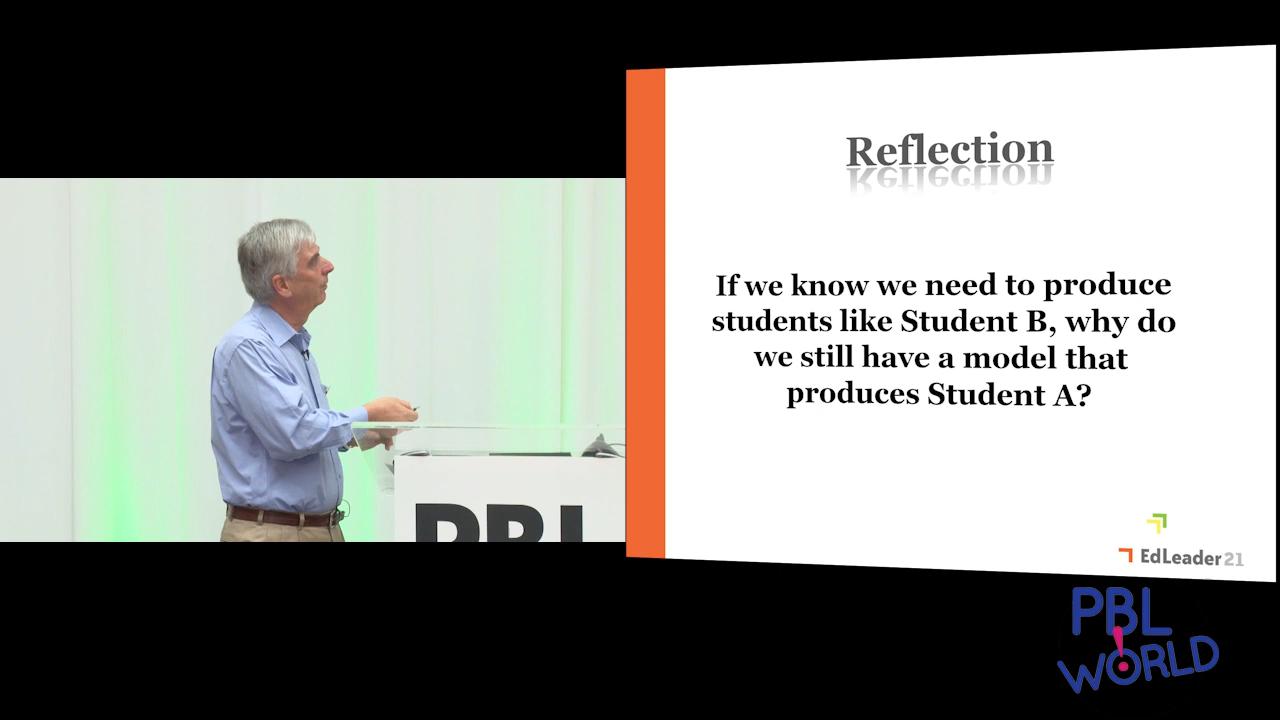 Reflection
If we know we need to produce
students like Student B, why do
we still have a model that
produces Student A?
EdLeader21
PBL
PBL
WORLD